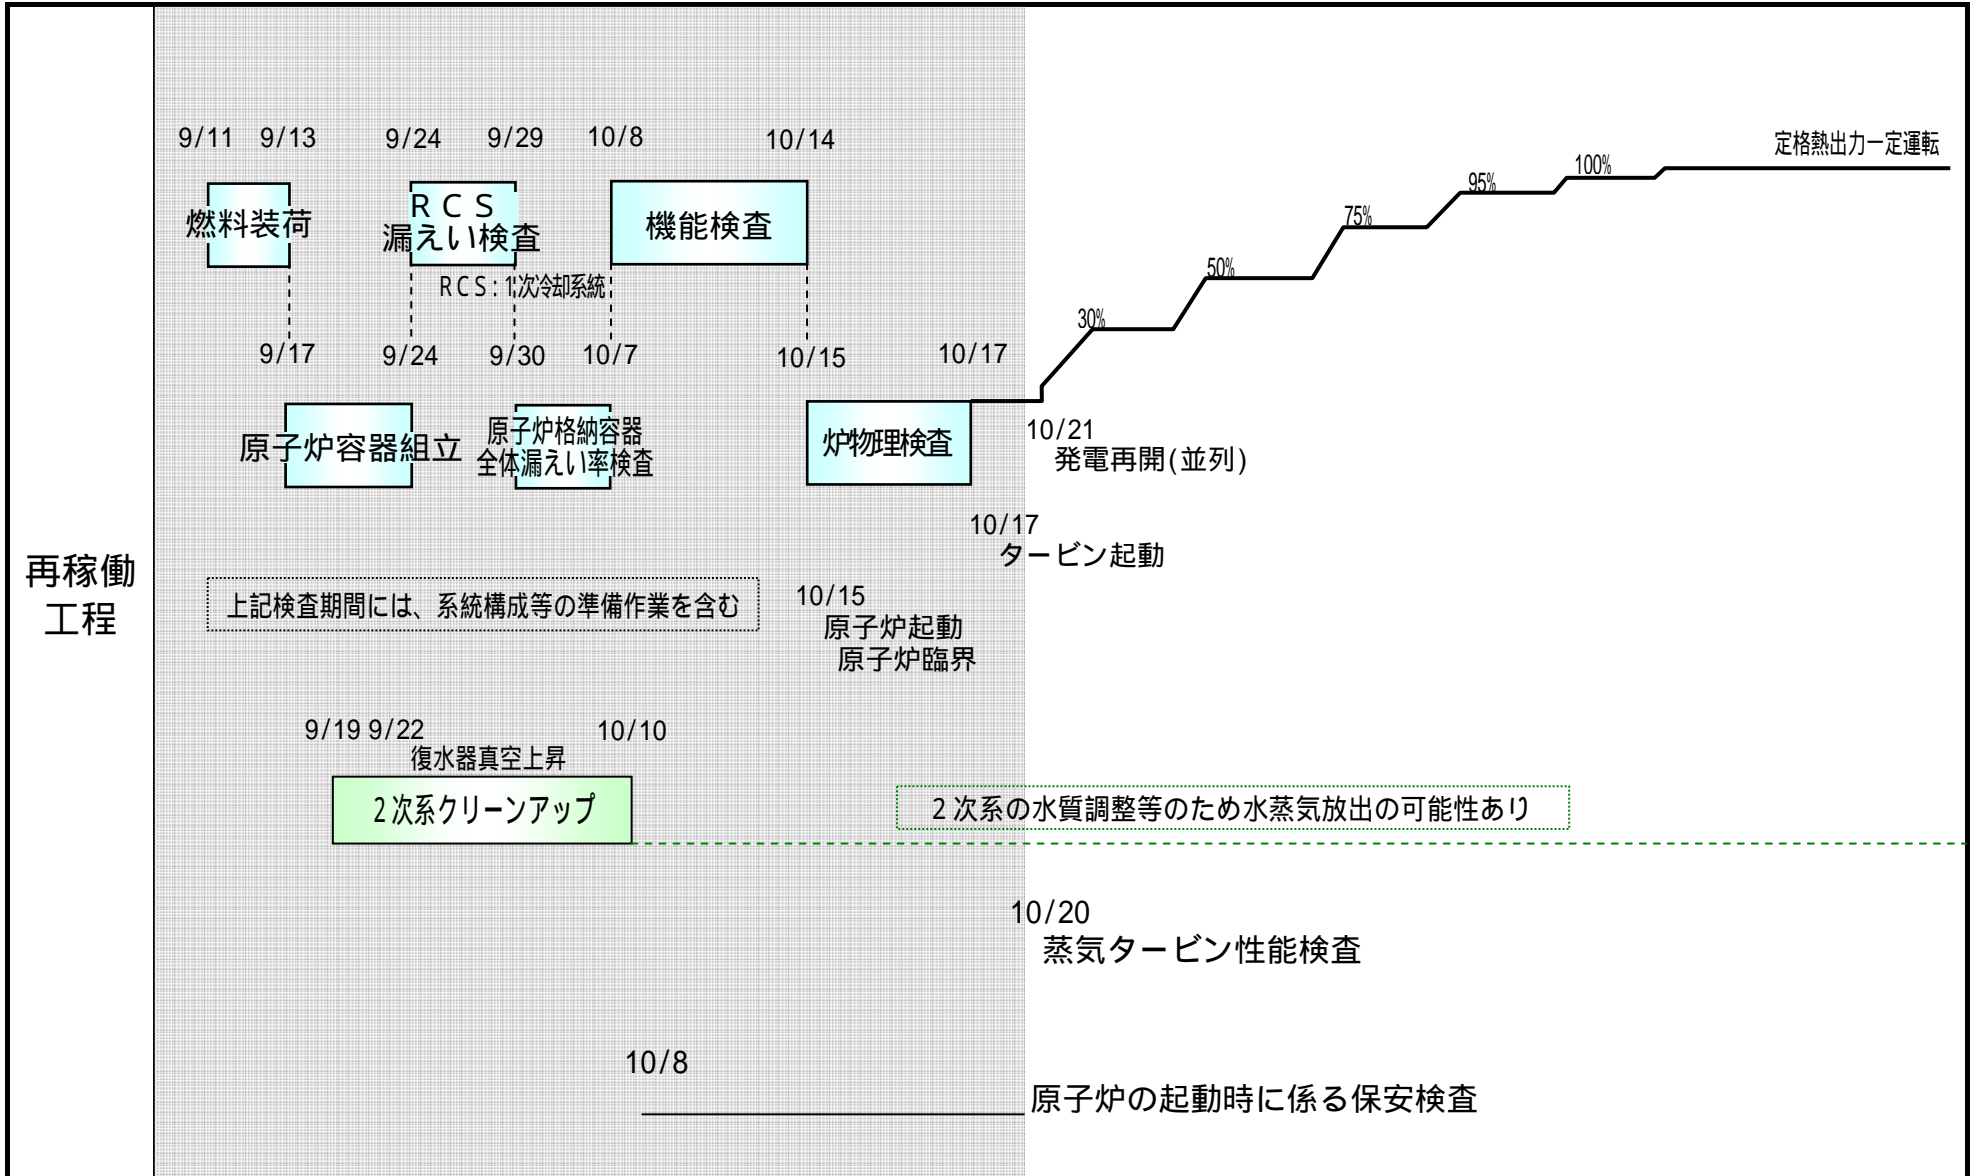 9/11 9/13 9/24 9/29 10/8 10/14
定格熱出力一定運転
100%
95%
75%
50%
30%
燃料装荷
RCS
漏えい検査
機能検査
RCS:1次冷却系統
9/17 9/24 9/30 10/7 10/15 10/17
原子炉容器組立
原子炉格納容器
全体漏えい率検査
炉物理検査
10/21
発電再開(並列)
10/17
タービン起動
再稼働
工程
上記検査期間には、系統構成等の準備作業を含む
10/15
原子炉起動
原子炉臨界
9/19 9/22 10/10
復水器真空上昇
2次系クリーンアップ
2次系の水質調整等のため水蒸気放出の可能性あり
10/20
蒸気タービン性能検査
10/8
原子炉の起動時に係る保安検査